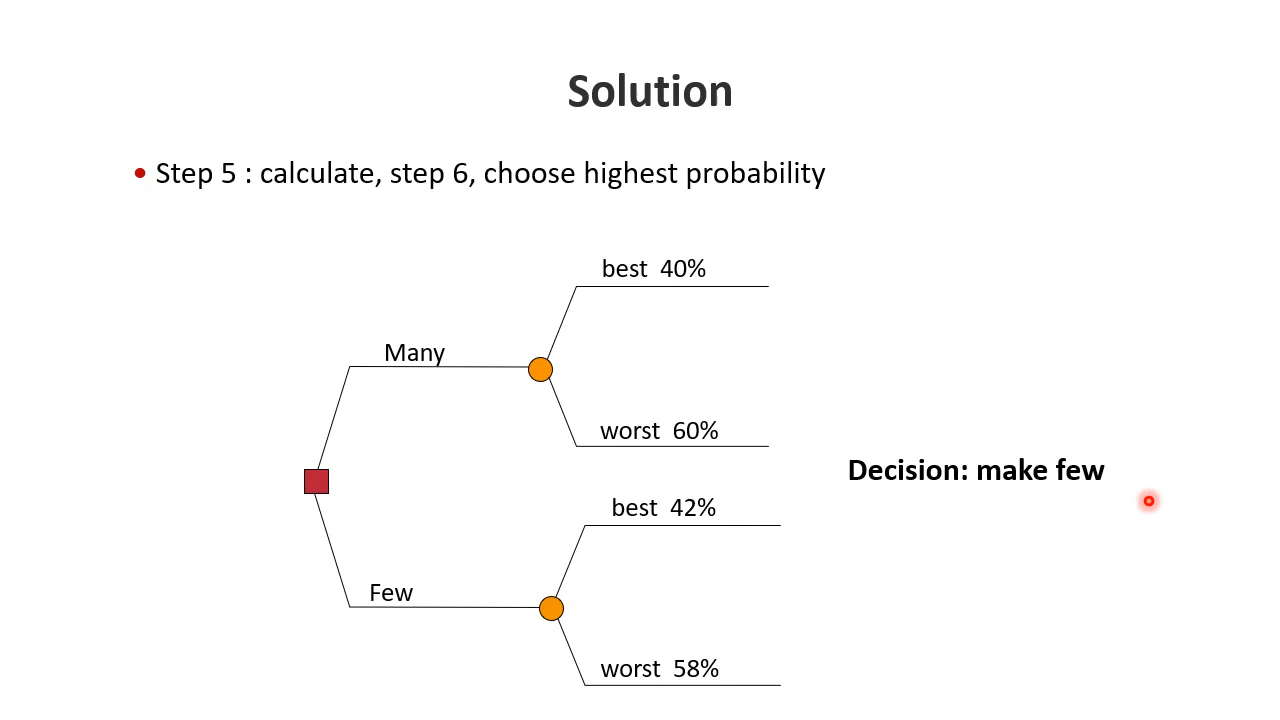 Solution
• Step 5 : calculate, step 6, choose highest probability
best 40%
Many
worst 60%
Decision: make few
best 42%
Few
worst 58%